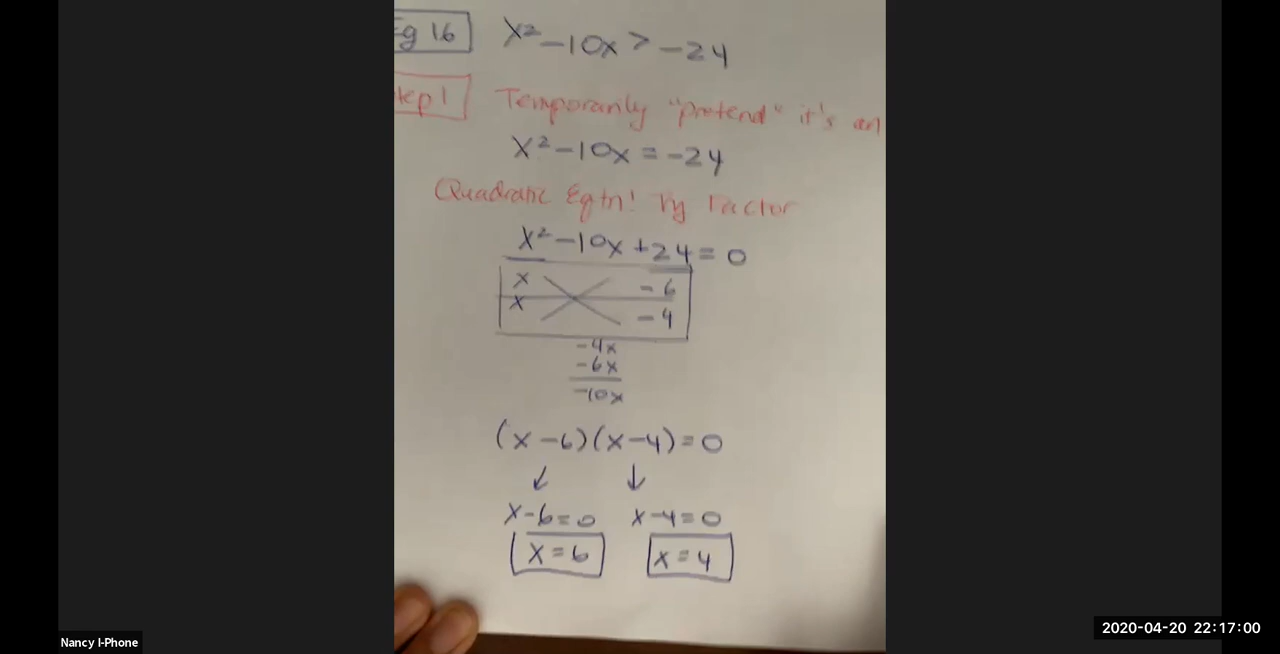 Eg 16 x² - 10x > -24
tep 1 Temporarily "pretend" it's an
x² - 10x = -24
Quadratic Eqtn! Try Factor
x² - 10x + 24 = 0
x -6
x -4
-4x
-6x
-10x
(x - 6)(x - 4) = 0
↙ ↓
x - 6 = 0 x - 4 = 0
x = 6 x = 4
Nancy I-Phone
2020-04-20 22:17:00